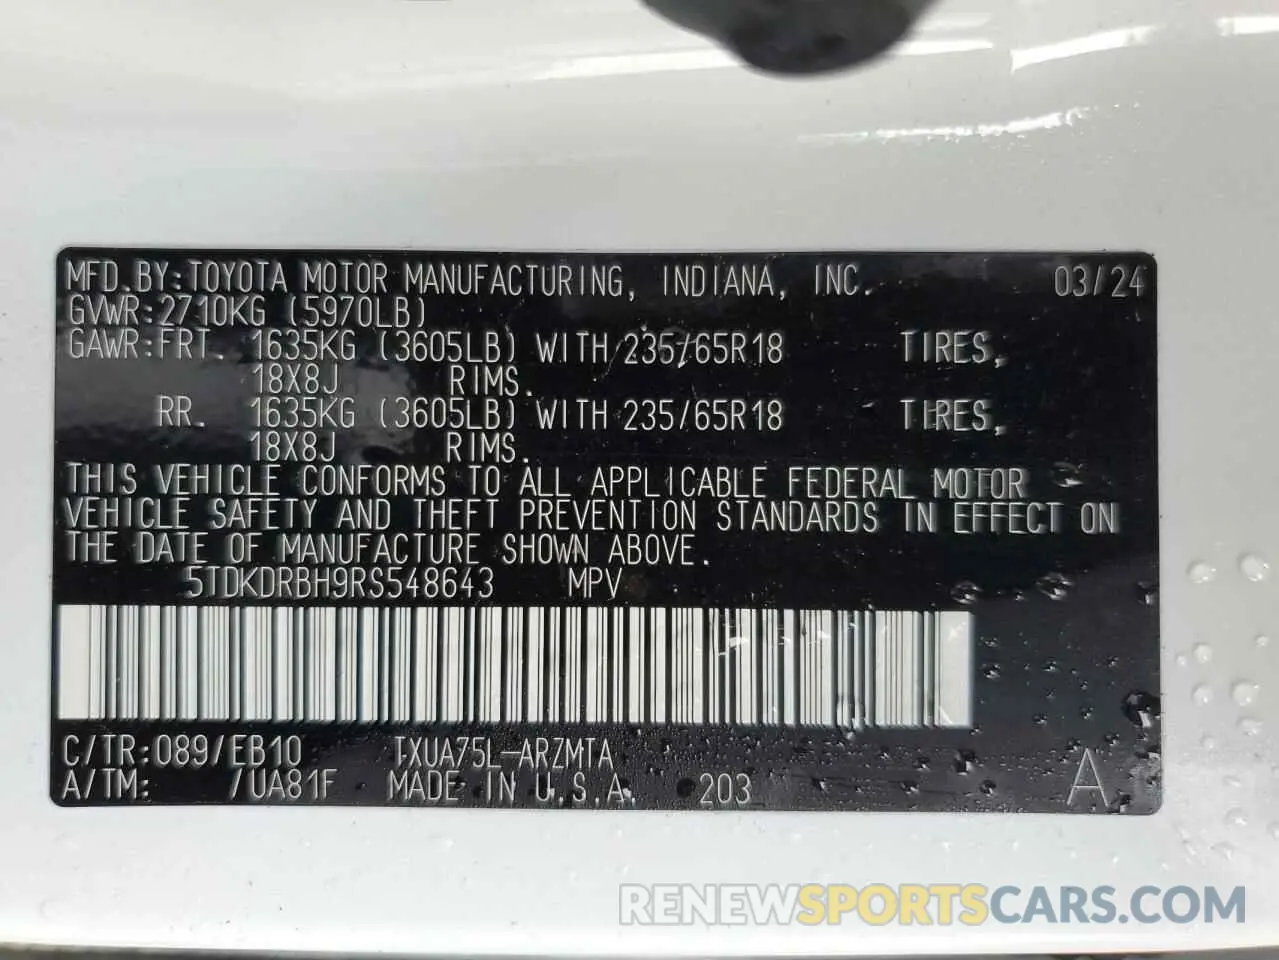 MFD.BY:TOYOTA MOTOR MANUFACTURING, INDIANA, INC. 03/24
GVWR:2710KG (5970LB)
GAWR:FRT. 1635KG (3605LB) WITH 235/65R18 TIRES,
18X8J RIMS.
RR. 1635KG (3605LB) WITH 235/65R18 TIRES,
18X8J RIMS.
THIS VEHICLE CONFORMS TO ALL APPLICABLE FEDERAL MOTOR
VEHICLE SAFETY AND THEFT PREVENTION STANDARDS IN EFFECT ON
THE DATE OF MANUFACTURE SHOWN ABOVE.
5TDKDRBH9RS548643 MPV
C/TR:089/EB10 TXUA75L-ARZMTA
A/TM: /UA81F MADE IN U.S.A. 203 A
RENEWSPORTSCARS.COM